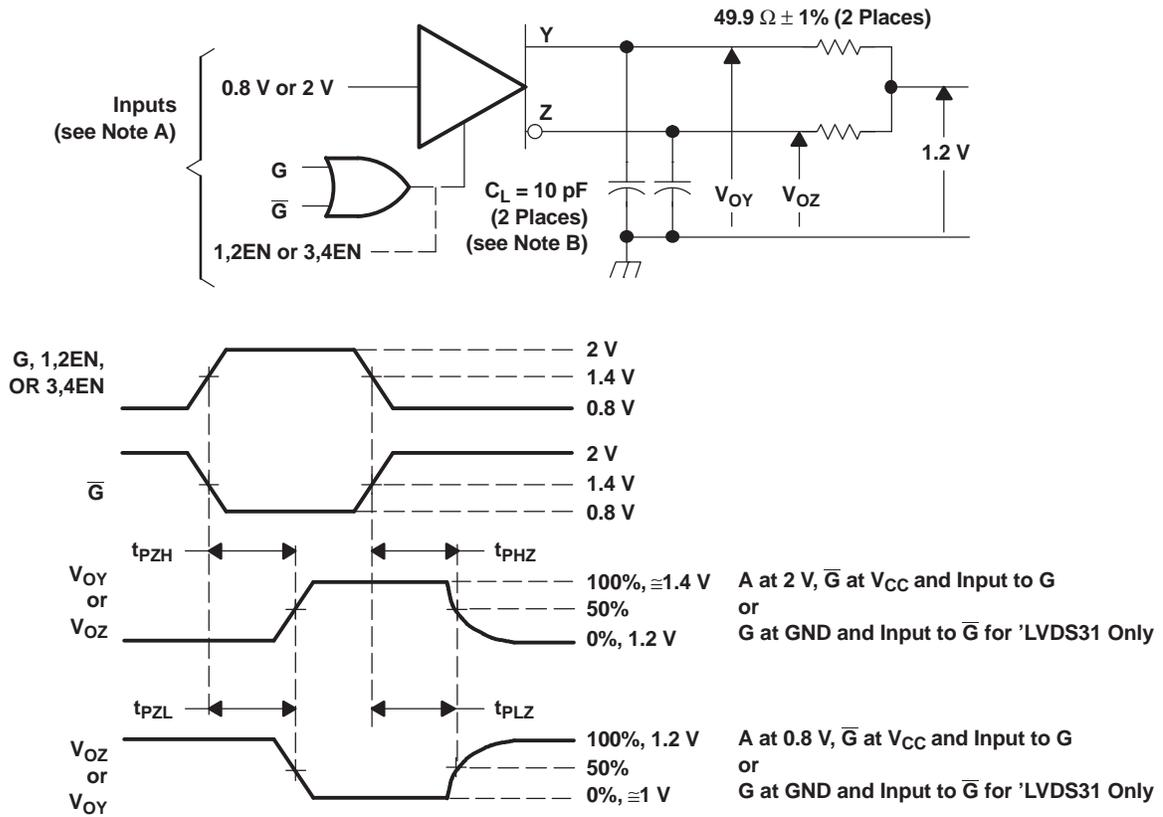 49.9 Ω ± 1% (2 Places)
Y
0.8 V or 2 V
Inputs
(see Note A)
Z
1.2 V
G
G̅
C_L = 10 pF
(2 Places)
(see Note B)
V_OY
V_OZ
1,2EN or 3,4EN
G, 1,2EN,
OR 3,4EN
2 V
1.4 V
0.8 V
G̅
2 V
1.4 V
0.8 V
t_PZH
t_PHZ
V_OY
or
V_OZ
100%, ≅1.4 V
50%
0%, 1.2 V
A at 2 V, G̅ at V_CC and Input to G
or
G at GND and Input to G̅ for ’LVDS31 Only
t_PZL
t_PLZ
V_OZ
or
V_OY
100%, 1.2 V
50%
0%, ≅1 V
A at 0.8 V, G̅ at V_CC and Input to G
or
G at GND and Input to G̅ for ’LVDS31 Only